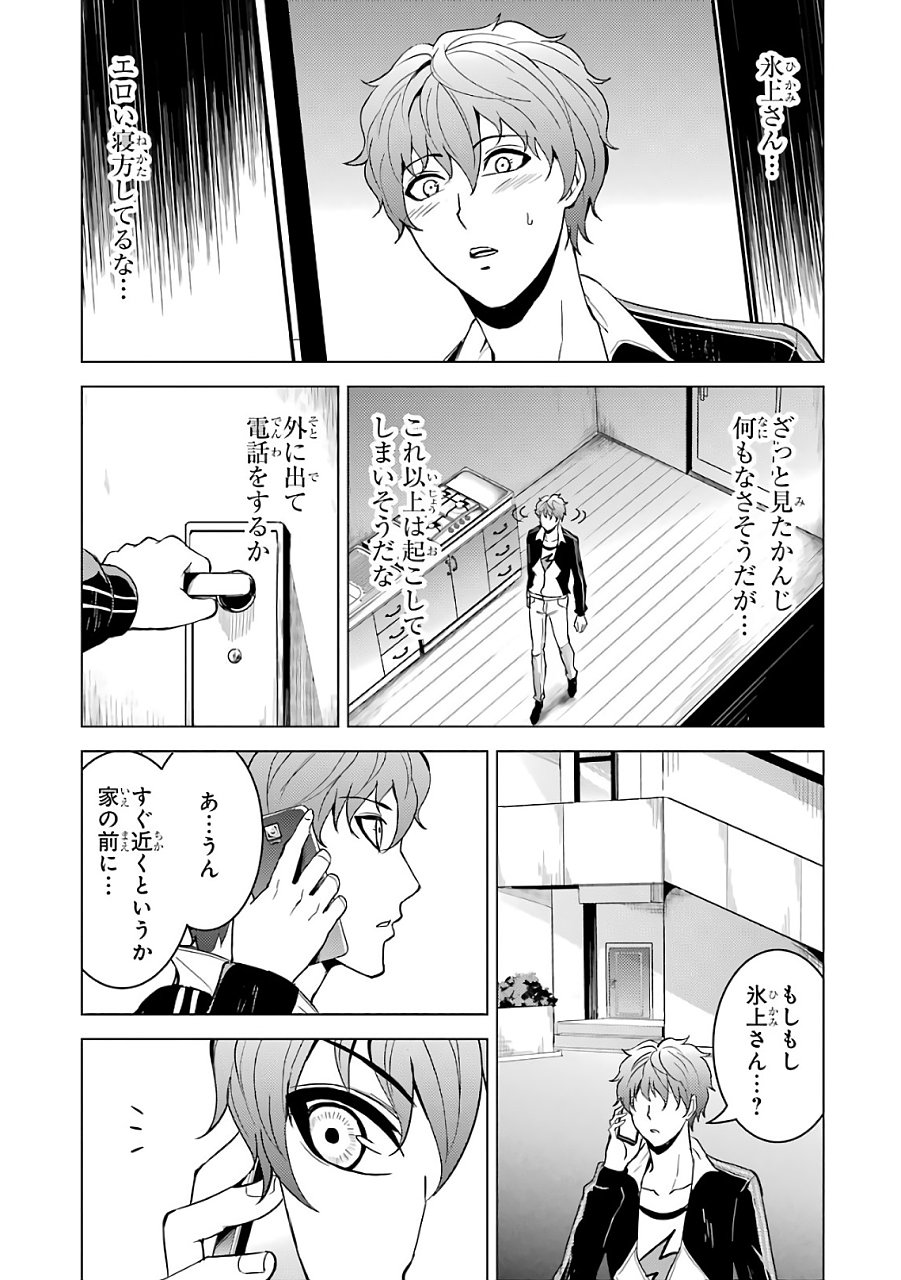 氷上さん…
エロい寝方してるな…
ざっと見たかんじ
何もなさそうだが…
これ以上は起こして
しまいそうだな
外に出て
電話をするか
もしもし
氷上さん…?
あ…うん
すぐ近くというか
家の前に…